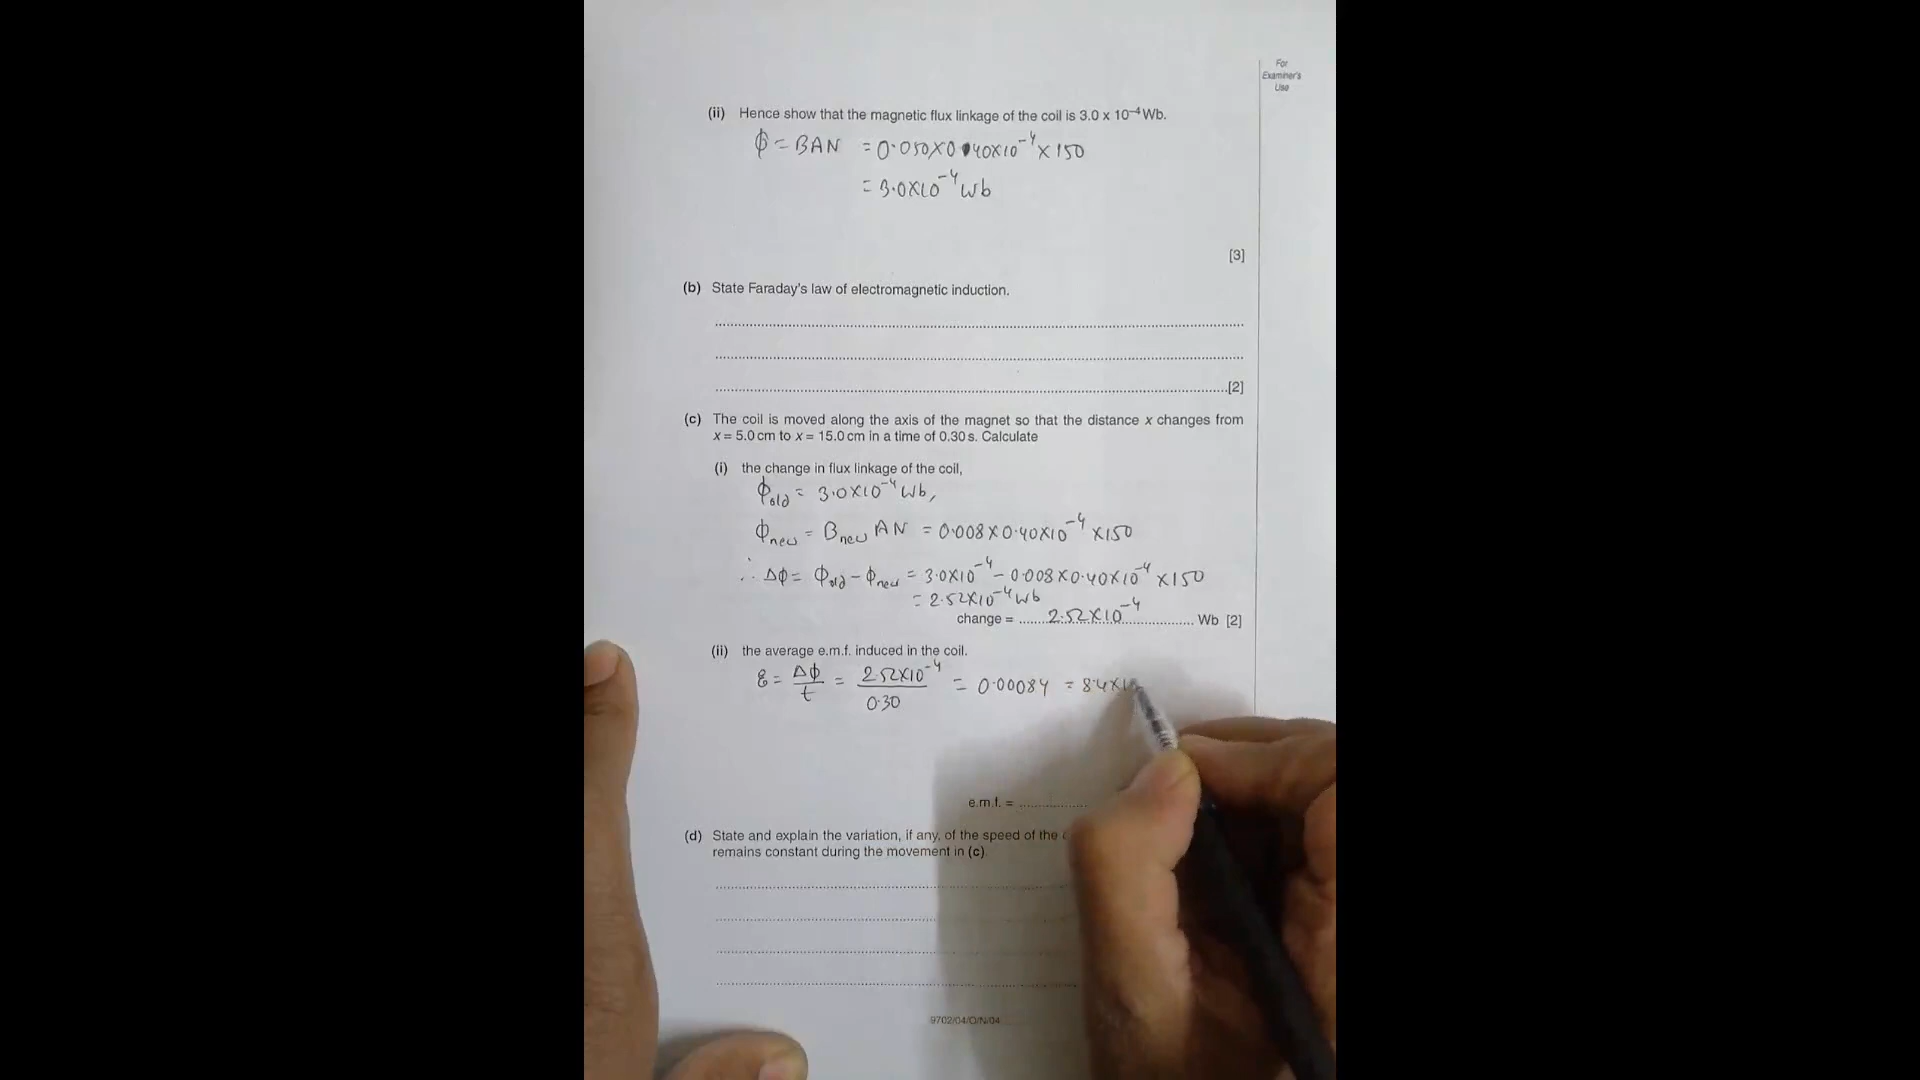 For
Examiner's
Use
(ii) Hence show that the magnetic flux linkage of the coil is 3.0 x 10⁻⁴ Wb.
ϕ = BAN = 0.050×0.40×10⁻⁴ × 150
= 3.0×10⁻⁴ Wb
[3]
(b) State Faraday's law of electromagnetic induction.
[2]
(c) The coil is moved along the axis of the magnet so that the distance x changes from
x = 5.0 cm to x = 15.0 cm in a time of 0.30 s. Calculate
(i) the change in flux linkage of the coil,
ϕold = 3.0×10⁻⁴ Wb,
ϕnew = Bnew AN = 0.008×0.40×10⁻⁴ ×150
∴ Δϕ = ϕold − ϕnew = 3.0×10⁻⁴ − 0.008×0.40×10⁻⁴ ×150
= 2.52×10⁻⁴ Wb
change = ........ 2.52×10⁻⁴ ........ Wb [2]
(ii) the average e.m.f. induced in the coil.
ε = Δϕ/t = 2.52×10⁻⁴/0.30 = 0.00084 = 8.4×1
e.m.f. = ................
(d) State and explain the variation, if any, of the speed of the
remains constant during the movement in (c).
9702/04/O/N/04